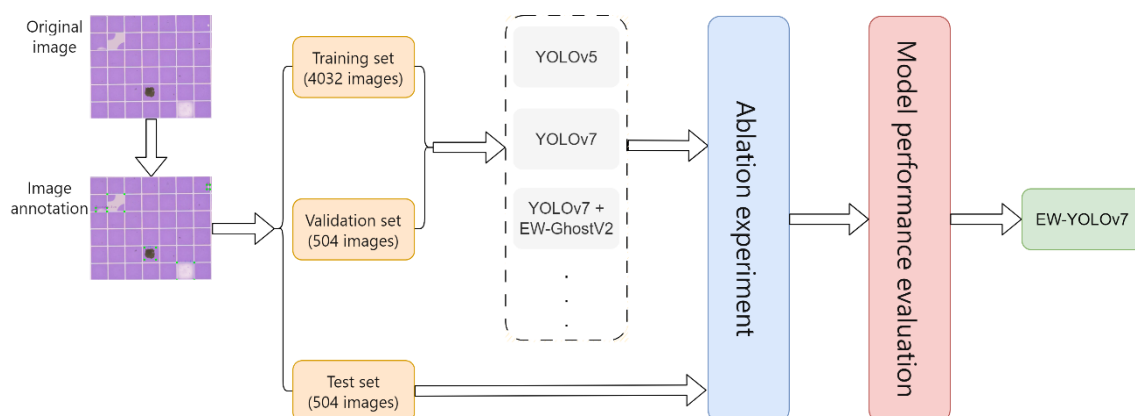 Original
image
Image
annotation
Training set
(4032 images)
Validation set
(504 images)
Test set
(504 images)
YOLOv5
YOLOv7
YOLOv7 +
EW-GhostV2
.
.
.
Ablation experiment
Model performance evaluation
EW-YOLOv7